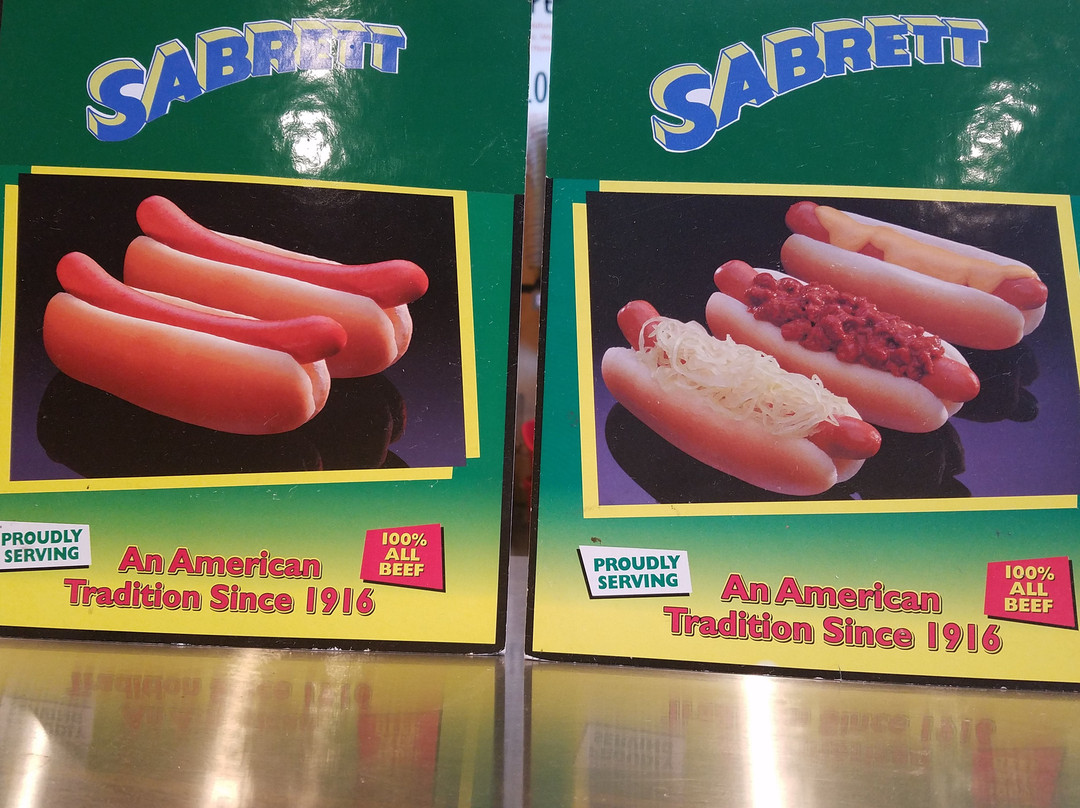 SABRETT
PROUDLY
SERVING
An American
Tradition Since 1916
100%
ALL
BEEF
SABRETT
PROUDLY
SERVING
An American
Tradition Since 1916
100%
ALL
BEEF